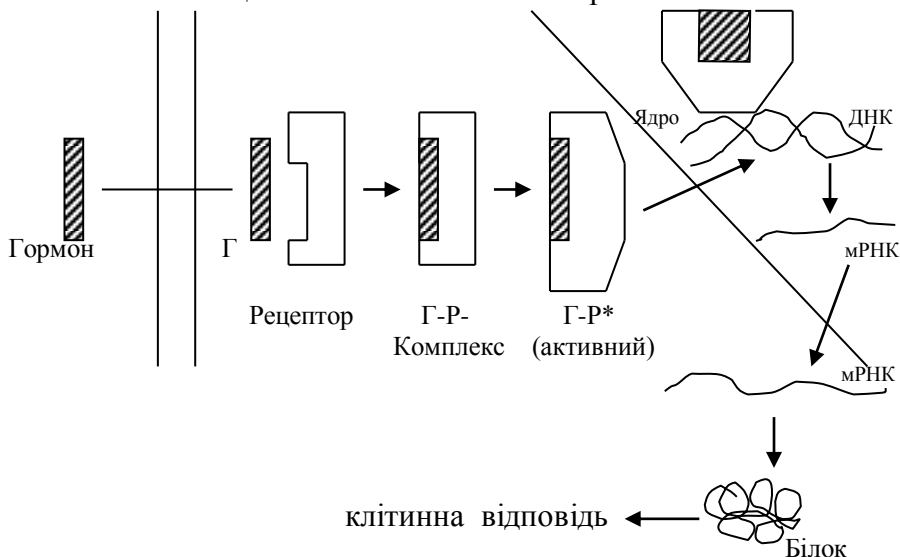 Ядро
ДНК
Гормон
Г
мРНК
Рецептор
Г-Р-
Комплекс
Г-Р*
(активний)
мРНК
клітинна відповідь
Білок